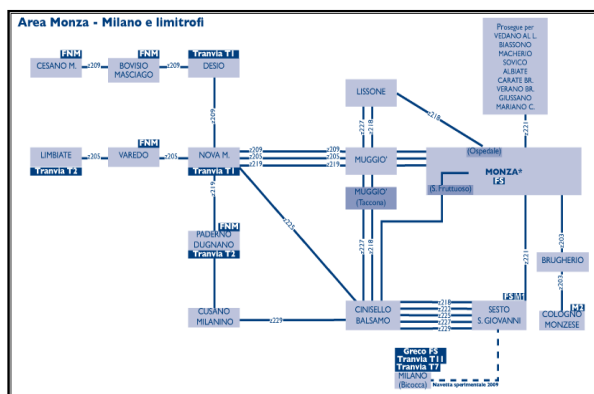 Area Monza - Milano e limitrofi
Prosegue per
VEDANO AL L.
BIASSONO
MACHERIO
SOVICO
ALBIATE
CARATE BR.
VERANO BR.
GIUSSANO
MARIANO C.
FNM
FNM
Tranvia T1
CESANO M.
z209
BOVISIO
MASCIAGO
z209
DESIO
LISSONE
z218
z209
z227
z218
z221
FNM
LIMBIATE
Tranvia T2
z205
VAREDO
z205
NOVA M.
Tranvia T1
z209
z205
z219
MUGGIO'
z209
z205
z219
(Ospedale)
MONZA*
FS
(S. Fruttuoso)
MUGGIO'
(Taccona)
z219
z225
FNM
PADERNO
DUGNANO
Tranvia T2
z227
z218
z221
z203
BRUGHERIO
z203
CUSANO
MILANINO
z229
CINISELLO
BALSAMO
z218
z222
z225
z227
z229
FS M1
SESTO
S. GIOVANNI
M2
COLOGNO
MONZESE
Greco FS
Tranvia T11
Tranvia T7
MILANO
(Bicocca)
Navetta sperimentale 2009